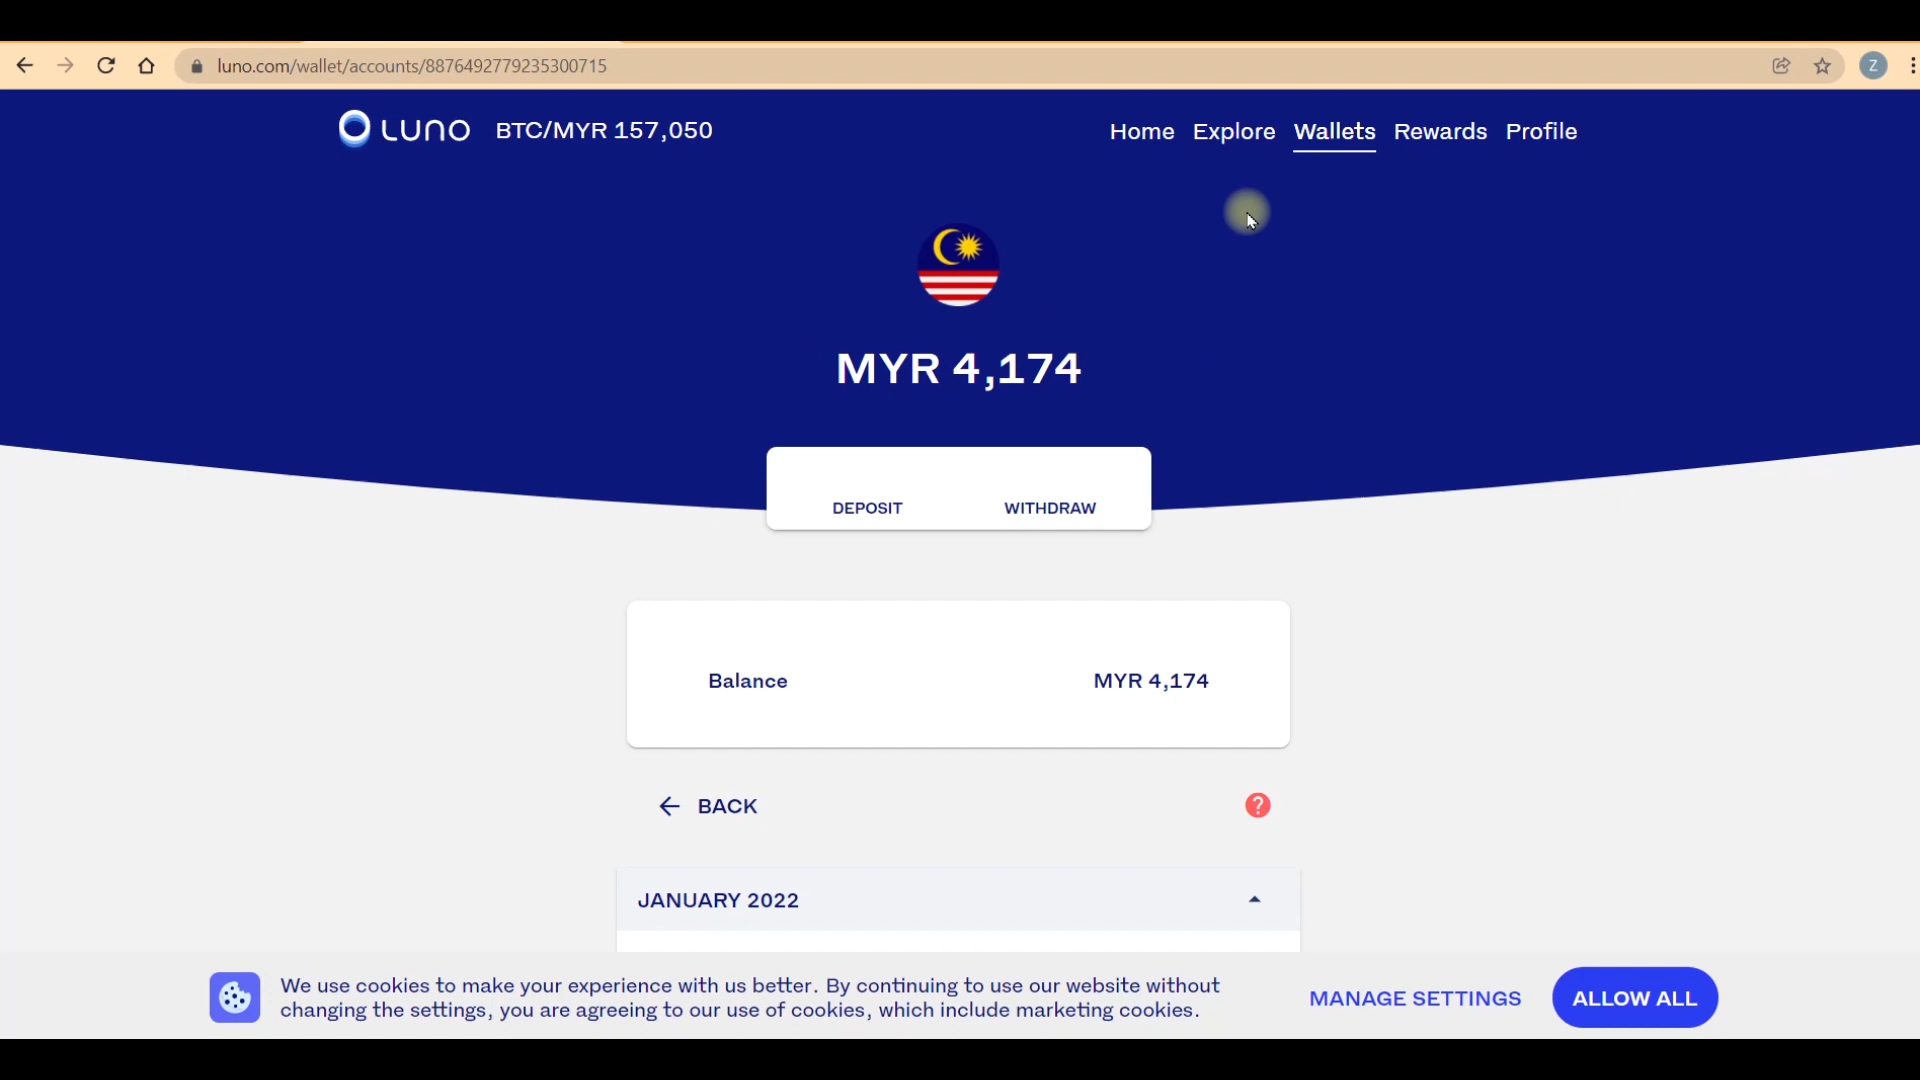 luno.com/wallet/accounts/8876492779235300715
Z
LUNO BTC/MYR 157,050 Home Explore Wallets Rewards Profile
MYR 4,174
DEPOSIT WITHDRAW
Balance MYR 4,174
BACK ?
JANUARY 2022
We use cookies to make your experience with us better. By continuing to use our website without
changing the settings, you are agreeing to our use of cookies, which include marketing cookies.
MANAGE SETTINGS ALLOW ALL